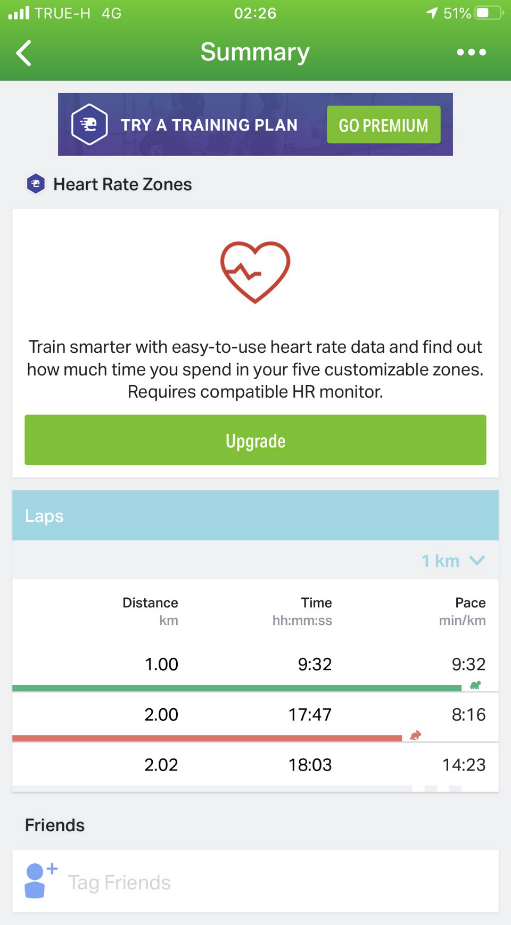 TRUE-H 4G 02:26 51%
Summary
TRY A TRAINING PLAN GO PREMIUM
Heart Rate Zones
Train smarter with easy-to-use heart rate data and find out
how much time you spend in your five customizable zones.
Requires compatible HR monitor.
Upgrade
Laps
1 km
Distance Time Pace
km hh:mm:ss min/km
1.00 9:32 9:32
2.00 17:47 8:16
2.02 18:03 14:23
Friends
Tag Friends